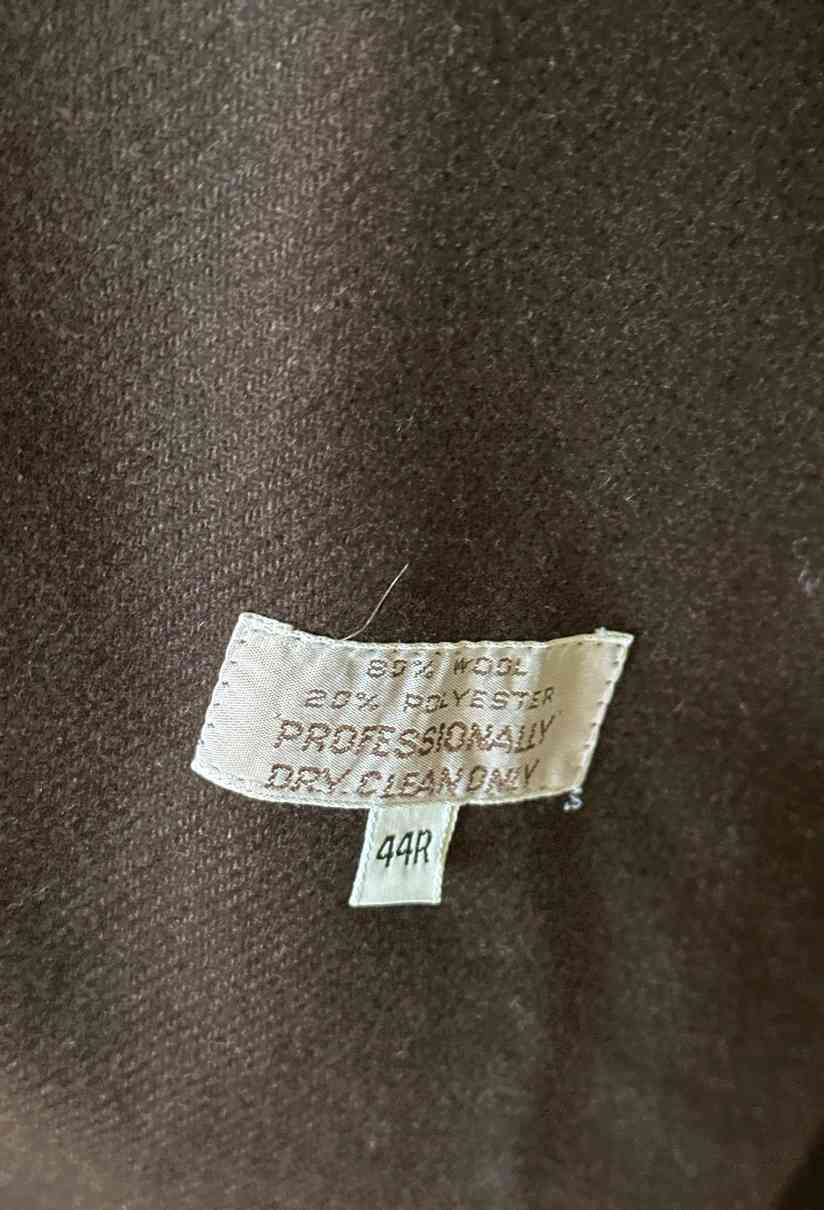 80% WOOL
20% POLYESTER
"PROFESSIONALLY"
DRY CLEAN ONLY
44R